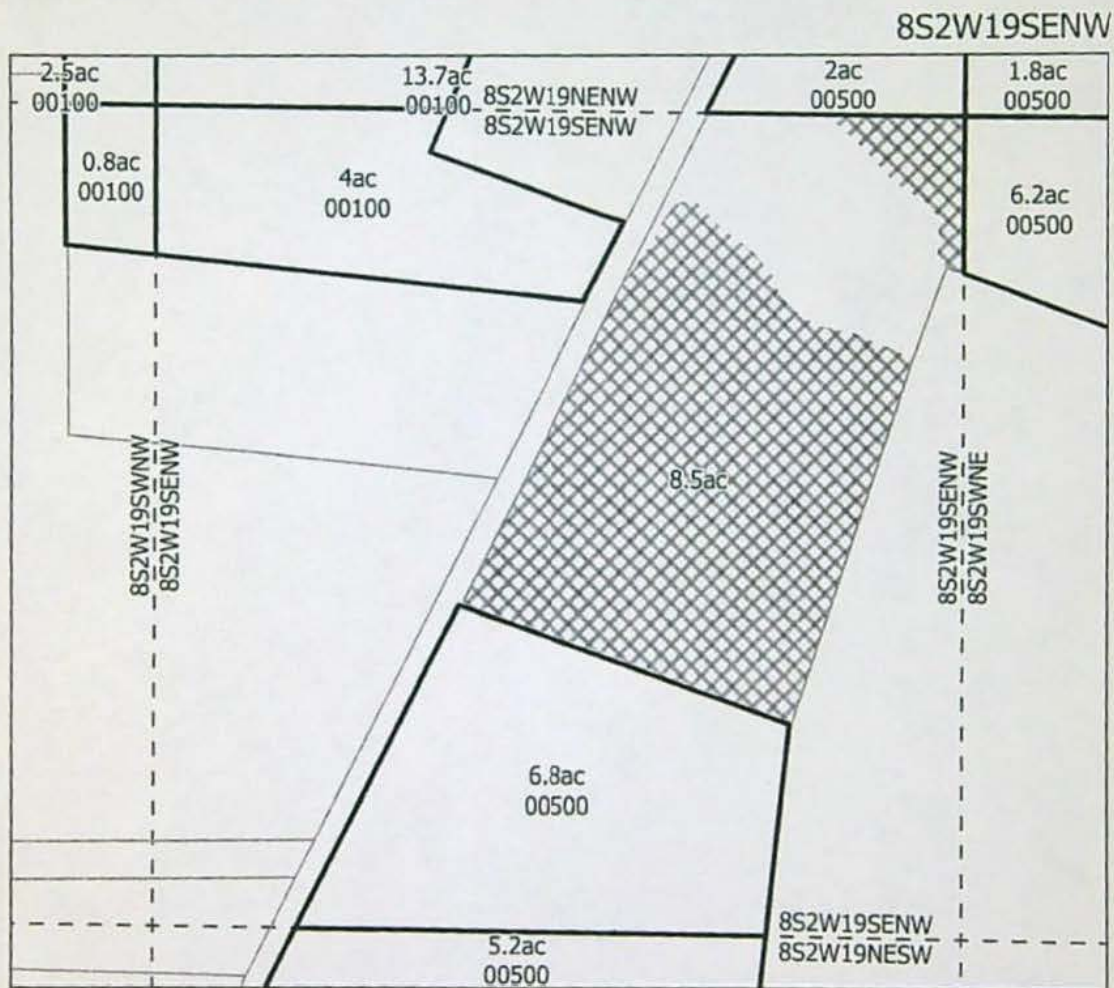 8S2W19SENW
2.5ac
00100
13.7ac
00100
8S2W19NENW
8S2W19SENW
2ac
00500
1.8ac
00500
0.8ac
00100
4ac
00100
6.2ac
00500
8.5ac
8S2W19SWNW
8S2W19SENW
8S2W19SENW
8S2W19SWNE
6.8ac
00500
8S2W19SENW
8S2W19NESW
5.2ac
00500